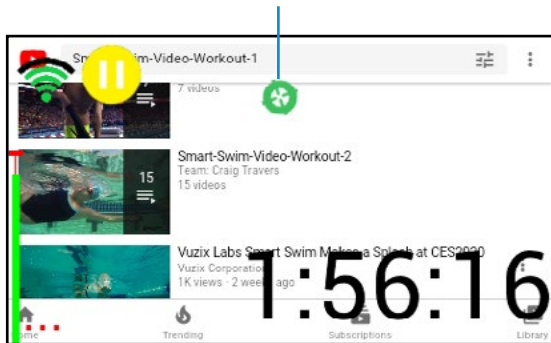 Smart-Swim-Video-Workout-1
7 videos
Smart-Swim-Video-Workout-2
Team: Craig Travers
15
15 videos
Vuzix Labs Smart Swim Makes a Splash at CES2020
Vuzix Corporation
1K views · 2 weeks ago
1:56:16
Home
Trending
Subscriptions
Library